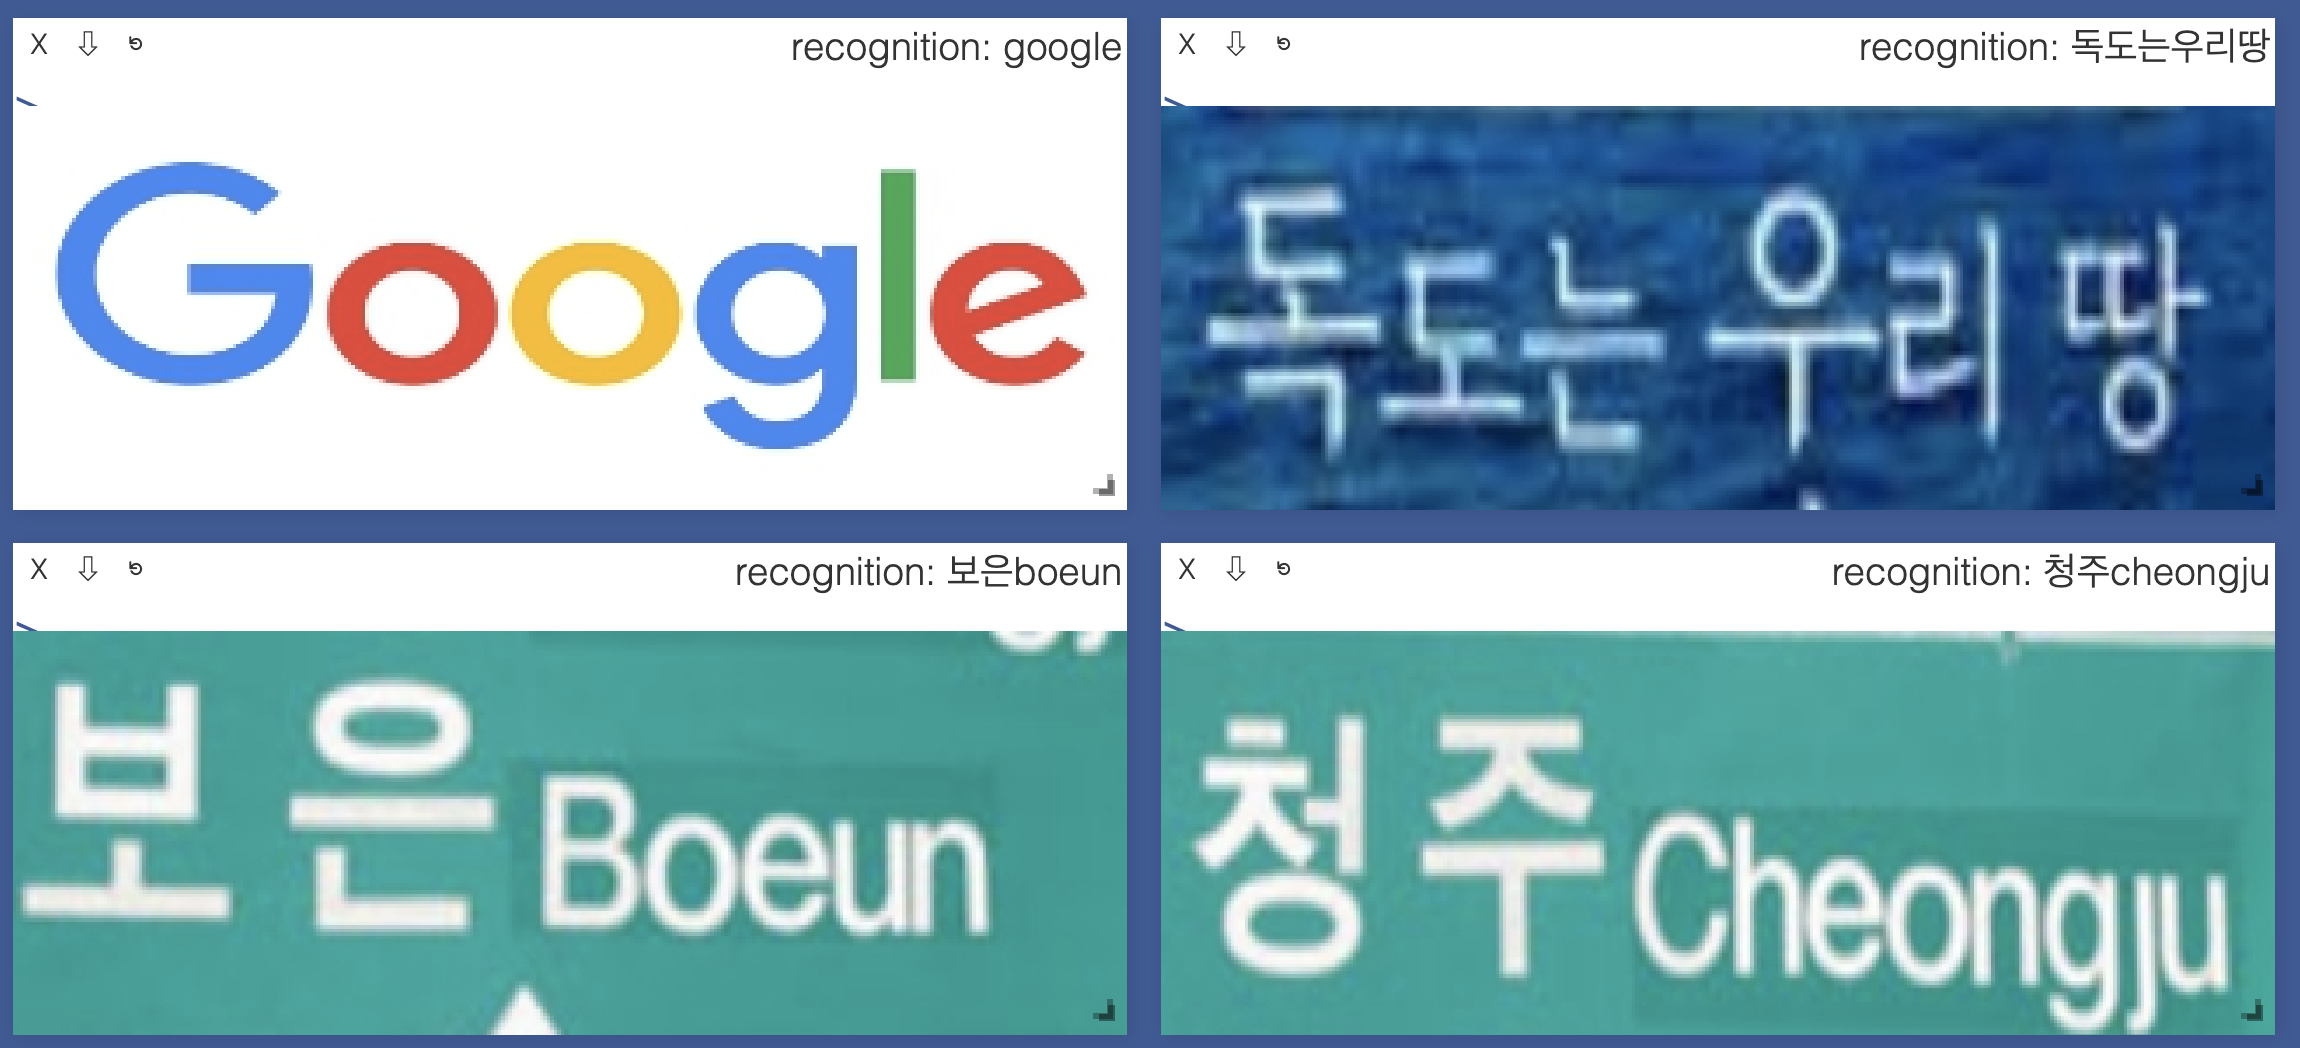 X ⇩ recognition: google
Google
X ⇩ recognition: 독도는우리땅
독도는 우리 땅
X ⇩ recognition: 보은boeun
보은 Boeun
X ⇩ recognition: 청주cheongju
청주 Cheongju